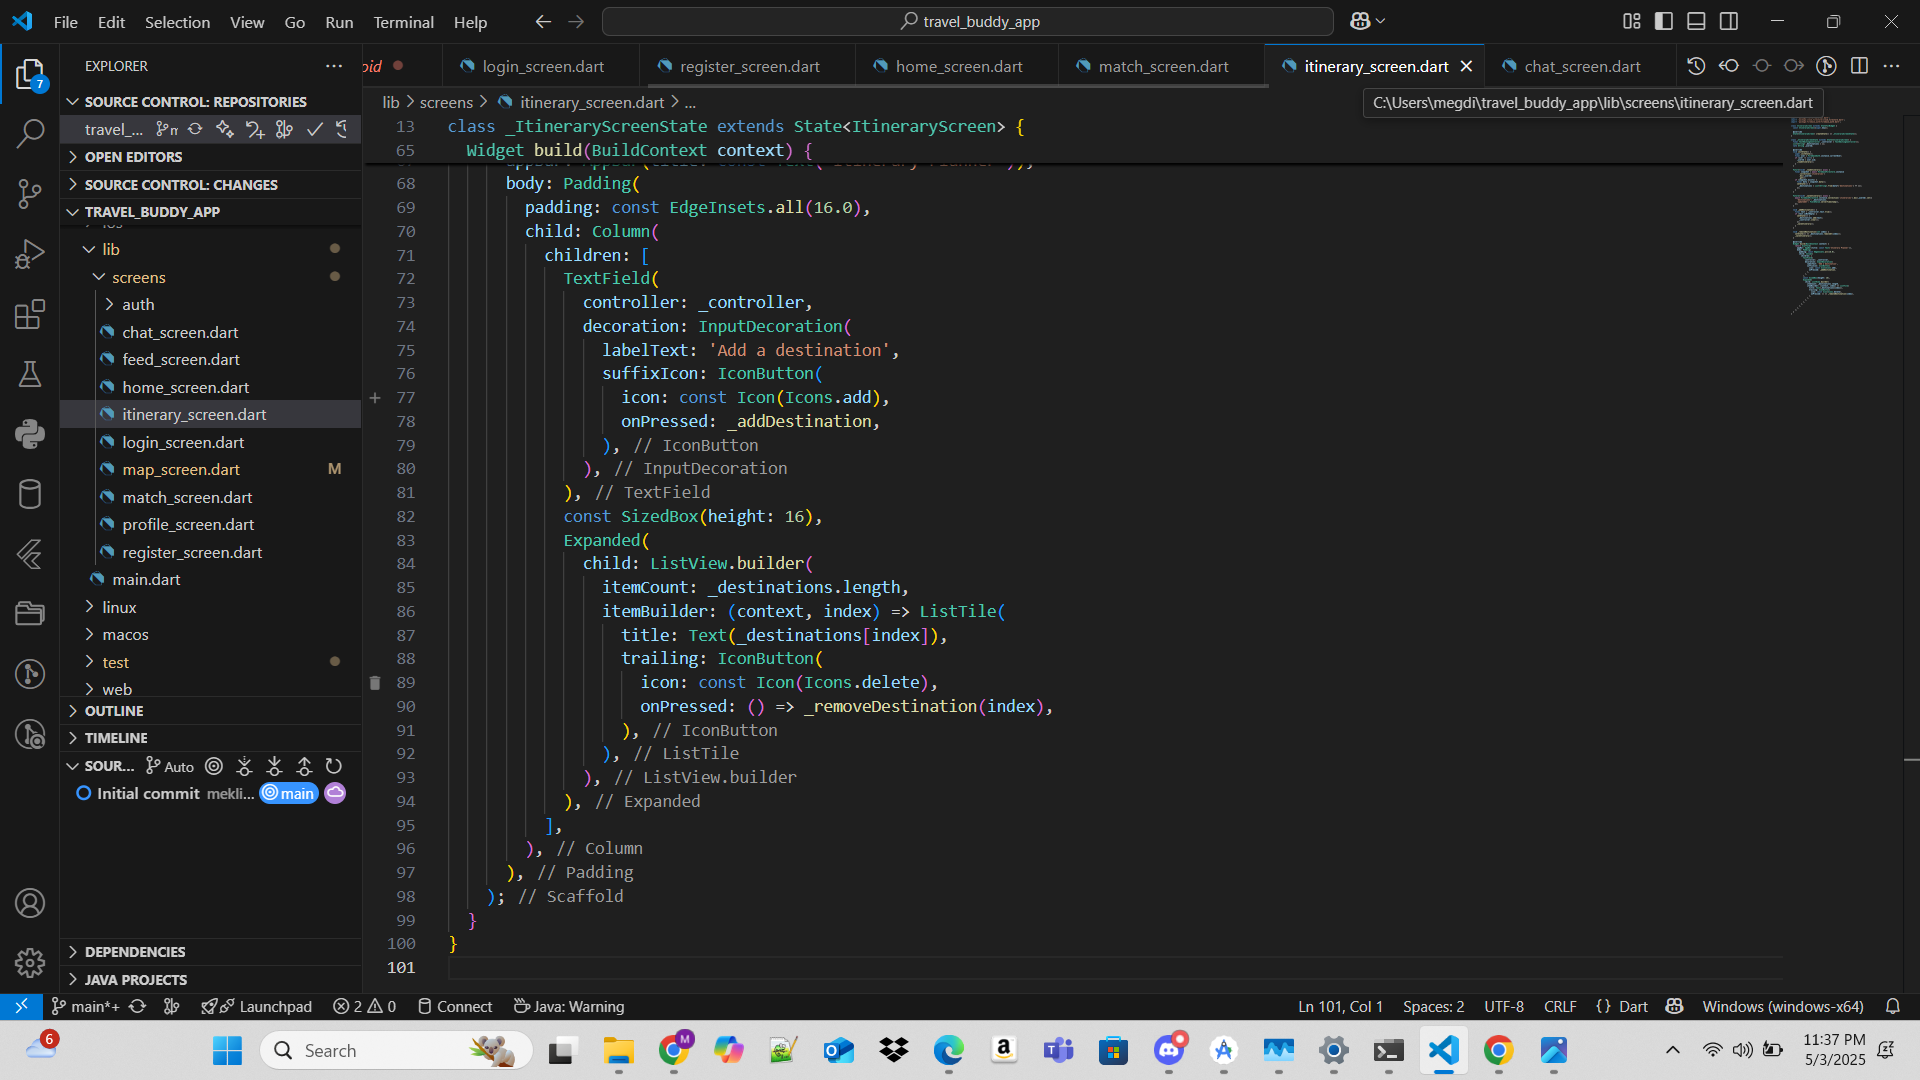 File Edit Selection View Go Run Terminal Help
travel_buddy_app
EXPLORER
oid
login_screen.dart
register_screen.dart
home_screen.dart
match_screen.dart
itinerary_screen.dart
chat_screen.dart
7
lib > screens > itinerary_screen.dart > ...
C:\Users\megdi\travel_buddy_app\lib\screens\itinerary_screen.dart
SOURCE CONTROL: REPOSITORIES
travel_...
OPEN EDITORS
SOURCE CONTROL: CHANGES
TRAVEL_BUDDY_APP
ios
lib
screens
auth
chat_screen.dart
feed_screen.dart
home_screen.dart
itinerary_screen.dart
login_screen.dart
map_screen.dart M
match_screen.dart
profile_screen.dart
register_screen.dart
main.dart
linux
macos
test
web
OUTLINE
TIMELINE
SOUR... Auto
Initial commit mekli... main
DEPENDENCIES
JAVA PROJECTS
13 class _ItineraryScreenState extends State<ItineraryScreen> {
65 Widget build(BuildContext context) {
68 body: Padding(
69 padding: const EdgeInsets.all(16.0),
70 child: Column(
71 children: [
72 TextField(
73 controller: _controller,
74 decoration: InputDecoration(
75 labelText: 'Add a destination',
76 suffixIcon: IconButton(
77 icon: const Icon(Icons.add),
78 onPressed: _addDestination,
79 ), // IconButton
80 ), // InputDecoration
81 ), // TextField
82 const SizedBox(height: 16),
83 Expanded(
84 child: ListView.builder(
85 itemCount: _destinations.length,
86 itemBuilder: (context, index) => ListTile(
87 title: Text(_destinations[index]),
88 trailing: IconButton(
89 icon: const Icon(Icons.delete),
90 onPressed: () => _removeDestination(index),
91 ), // IconButton
92 ), // ListTile
93 ), // ListView.builder
94 ), // Expanded
95 ],
96 ), // Column
97 ), // Padding
98 ); // Scaffold
99 }
100 }
101
main*+ Launchpad 2 0 Connect Java: Warning
Ln 101, Col 1 Spaces: 2 UTF-8 CRLF {} Dart Windows (windows-x64)
6
Search
M
a
11:37 PM
5/3/2025